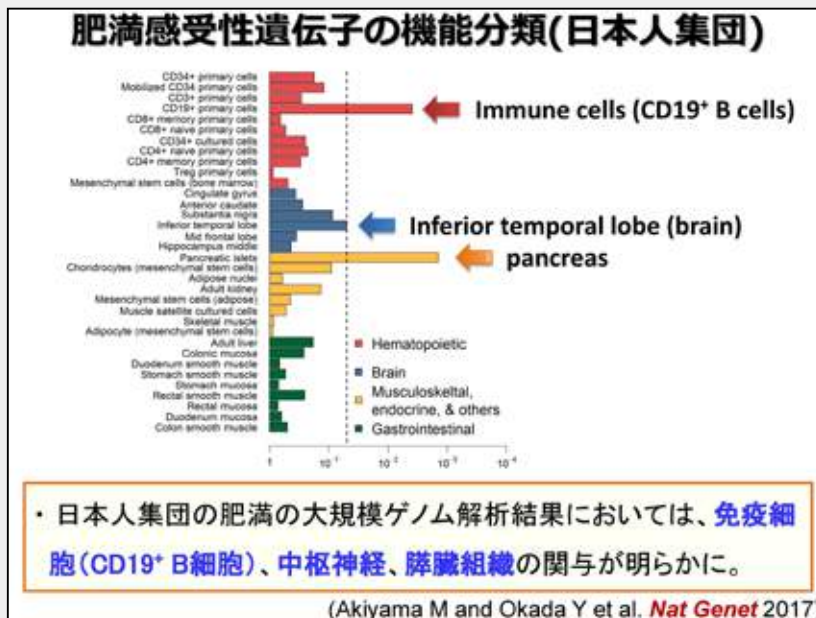 肥満感受性遺伝子の機能分類(日本人集団)
CD34+ primary cells
Mobilized CD34 primary cells
CD3+ primary cells
CD19+ primary cells
CD8+ memory primary cells
CD8+ naive primary cells
CD34+ cultured cells
CD4+ naive primary cells
CD4+ memory primary cells
Treg primary cells
Mesenchymal stem cells (bone marrow)
Cingulate gyrus
Anterior caudate
Substantia nigra
Inferior temporal lobe
Mid frontal lobe
Hippocampus middle
Pancreatic islets
Chondrocytes (mesenchymal stem cells)
Adipose nuclei
Adult kidney
Mesenchymal stem cells (adipose)
Muscle satellite cultured cells
Skeletal muscle
Adipocyte (mesenchymal stem cells)
Adult liver
Colonic mucosa
Duodenum smooth muscle
Stomach smooth muscle
Stomach mucosa
Rectal smooth muscle
Rectal mucosa
Duodenum mucosa
Colon smooth muscle
Immune cells (CD19⁺ B cells)
Inferior temporal lobe (brain)
pancreas
Hematopoietic
Brain
Musculoskeltal,
endocrine, & others
Gastrointestinal
1 10⁻¹ 10⁻² 10⁻³ 10⁻⁴
・日本人集団の肥満の大規模ゲノム解析結果においては、免疫細
胞(CD19⁺ B細胞)、中枢神経、膵臓組織の関与が明らかに。
(Akiyama M and Okada Y et al. Nat Genet 2017)